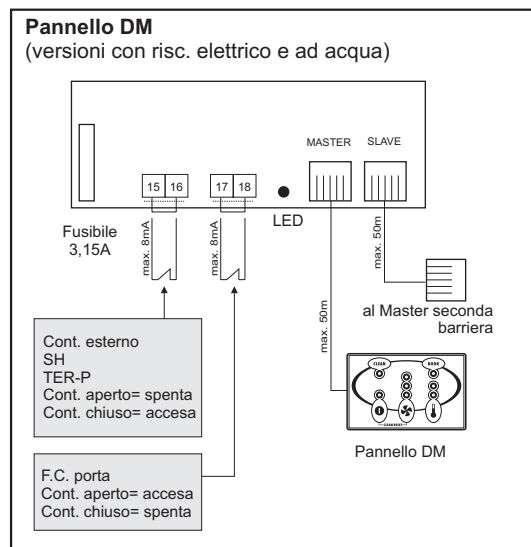 Pannello DM
(versioni con risc. elettrico e ad acqua)
MASTER
SLAVE
15 16
17 18
LED
Fusibile
3,15A
max. 8mA
max. 8mA
max. 50m
max. 50m
al Master seconda
barriera
Cont. esterno
SH
TER-P
Cont. aperto= spenta
Cont. chiuso= accesa
CLEAN
DOOR
Pannello DM
F.C. porta
Cont. aperto= accesa
Cont. chiuso= spenta